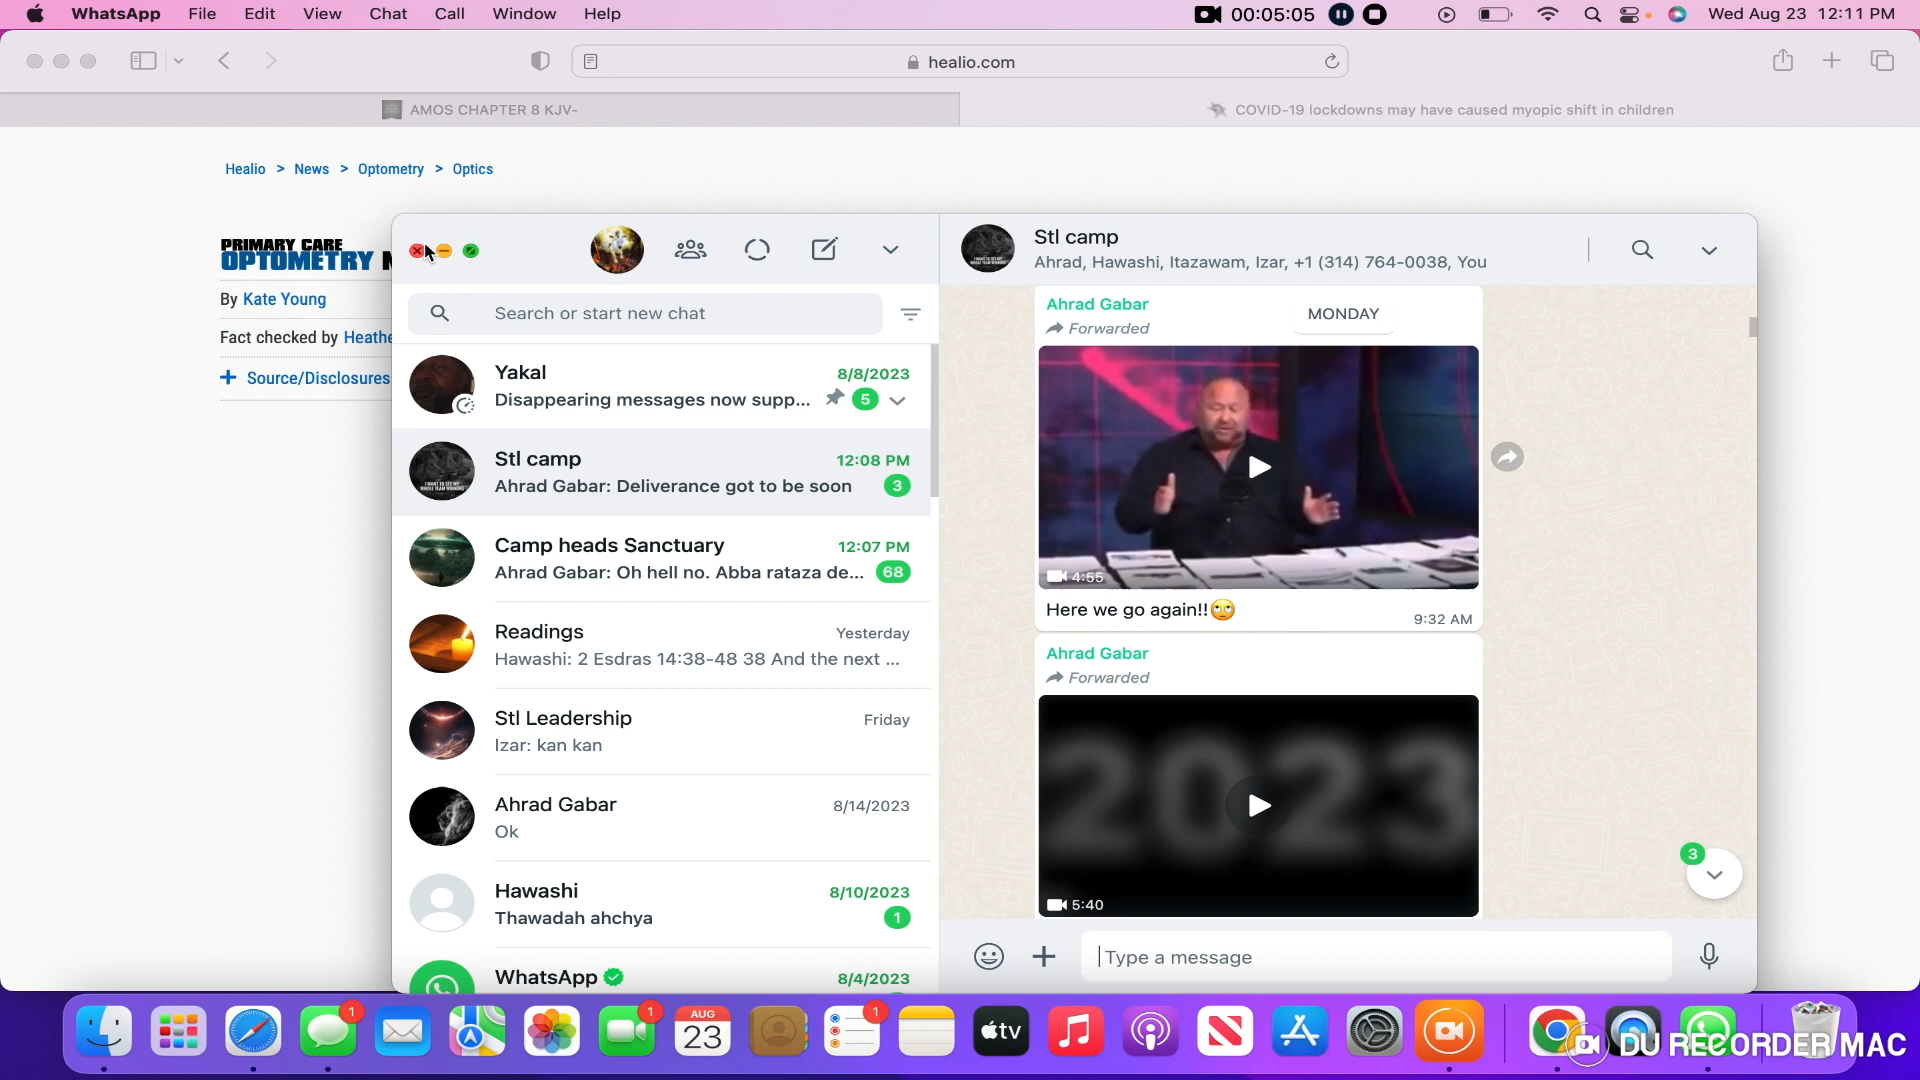 WhatsApp File Edit View Chat Call Window Help 00:05:05 Wed Aug 23 12:11 PM
healio.com
AMOS CHAPTER 8 KJV- COVID-19 lockdowns may have caused myopic shift in children
Healio > News > Optometry > Optics
PRIMARY CARE
OPTOMETRY N
By Kate Young
Fact checked by Heathe
+ Source/Disclosures
Search or start new chat
Yakal 8/8/2023
Disappearing messages now supp... 5
Stl camp 12:08 PM
Ahrad Gabar: Deliverance got to be soon 3
Camp heads Sanctuary 12:07 PM
Ahrad Gabar: Oh hell no. Abba rataza de... 68
Readings Yesterday
Hawashi: 2 Esdras 14:38-48 38 And the next ...
Stl Leadership Friday
Izar: kan kan
Ahrad Gabar 8/14/2023
Ok
Hawashi 8/10/2023
Thawadah ahchya 1
WhatsApp 8/4/2023
Stl camp
Ahrad, Hawashi, Itazawam, Izar, +1 (314) 764-0038, You
Ahrad Gabar
MONDAY
Forwarded
4:55
Here we go again!!🙄
9:32 AM
Ahrad Gabar
Forwarded
2023
5:40
3
Type a message
1
1
AUG
23
1
tv
DU RECORDER MAC